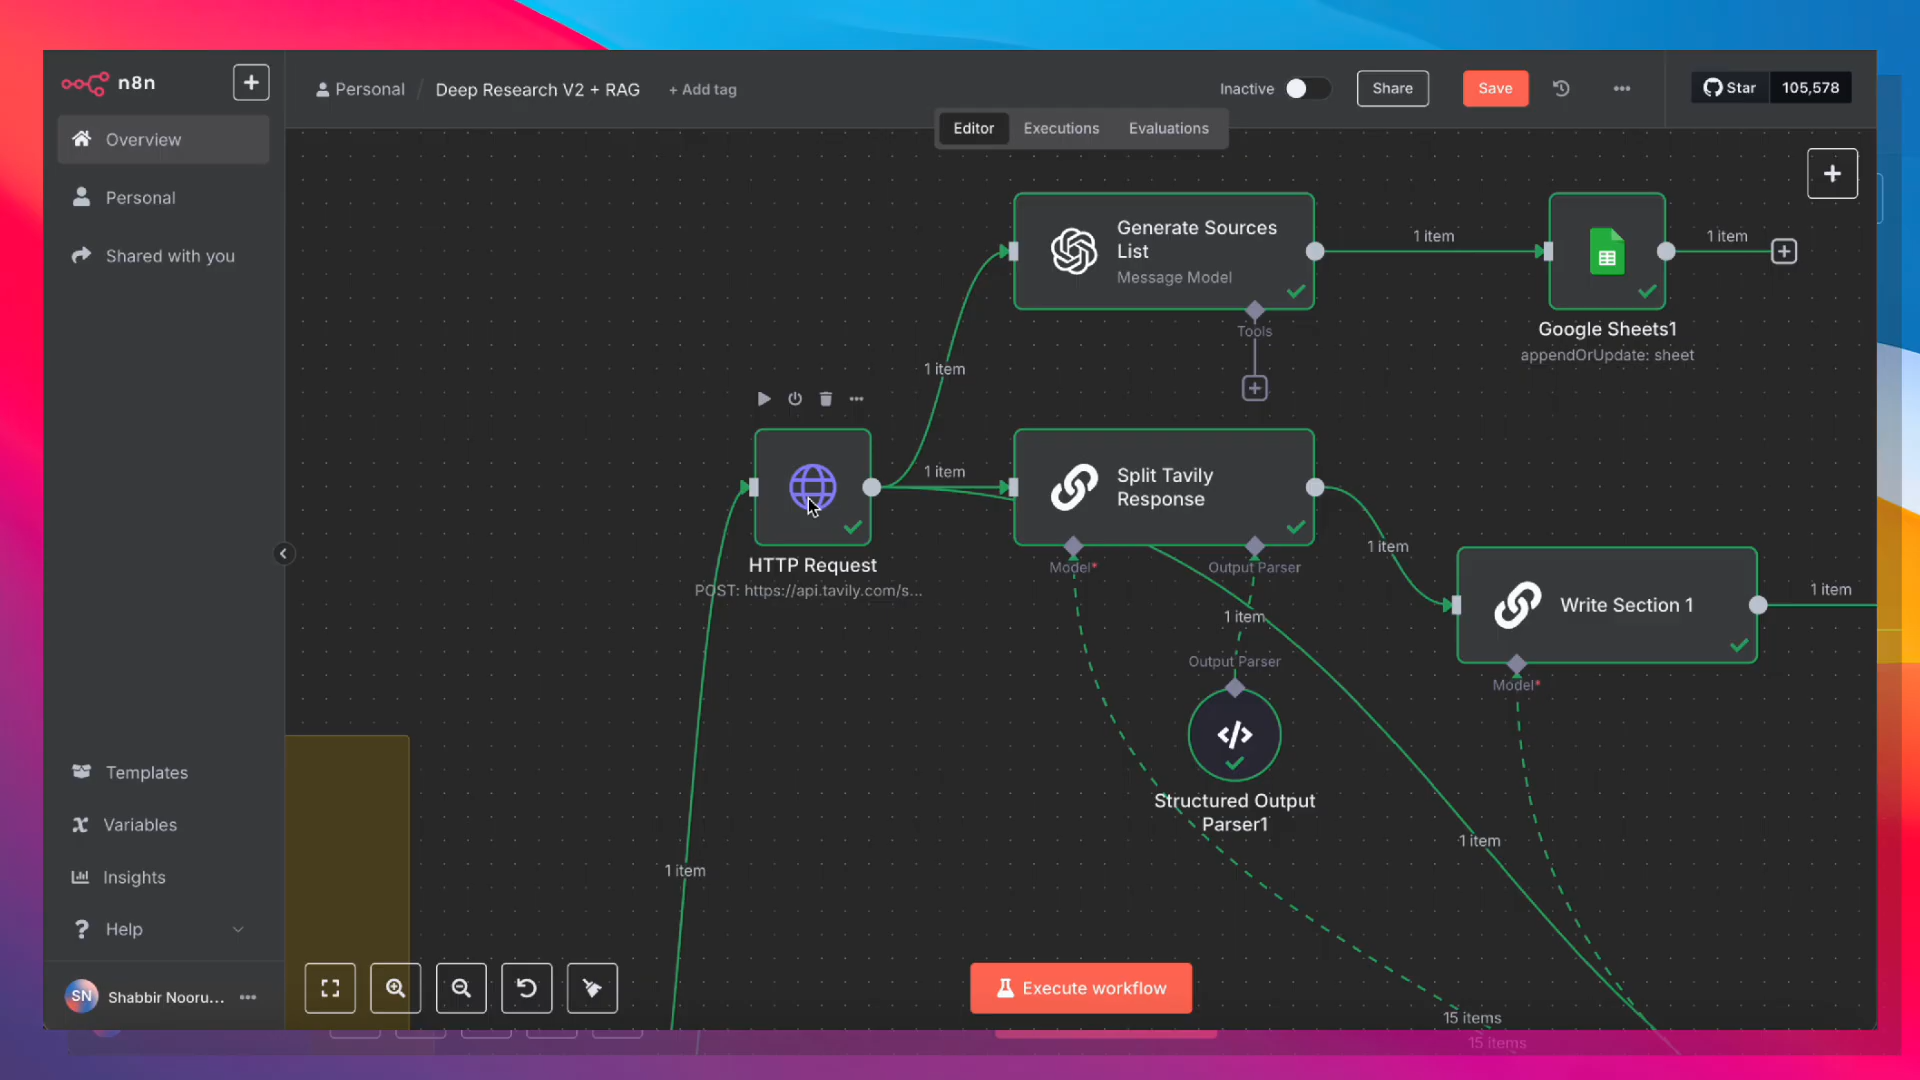 n8n
Personal / Deep Research V2 + RAG + Add tag
Inactive
Share
Save
Star 105,578
Editor Executions Evaluations
Overview
Personal
Shared with you
Generate Sources
List
Message Model
Tools
1 item
1 item
Google Sheets1
appendOrUpdate: sheet
1 item
1 item
HTTP Request
POST: https://api.tavily.com/s...
Split Tavily
Response
Model*
Output Parser
1 item
1 item
Output Parser
Structured Output
Parser1
Write Section 1
Model*
1 item
1 item
1 item
15 items
15 items
Templates
Variables
Insights
Help
SN Shabbir Nooru...
Execute workflow